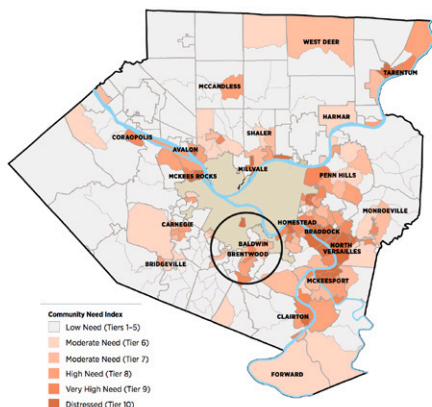 WEST DEER
TARENTUM
MCCANDLESS
HARMAR
SHALER
CORAOPOLIS
AVALON
MILLVALE
MCKEES ROCKS
PENN HILLS
MONROEVILLE
HOMESTEAD
BRADDOCK
CARNEGIE
BALDWIN
NORTH
VERSAILLES
BRENTWOOD
BRIDGEVILLE
MCKEESPORT
CLAIRTON
FORWARD
Community Need Index
Low Need (Tiers 1–5)
Moderate Need (Tier 6)
Moderate Need (Tier 7)
High Need (Tier 8)
Very High Need (Tier 9)
Distressed (Tier 10)